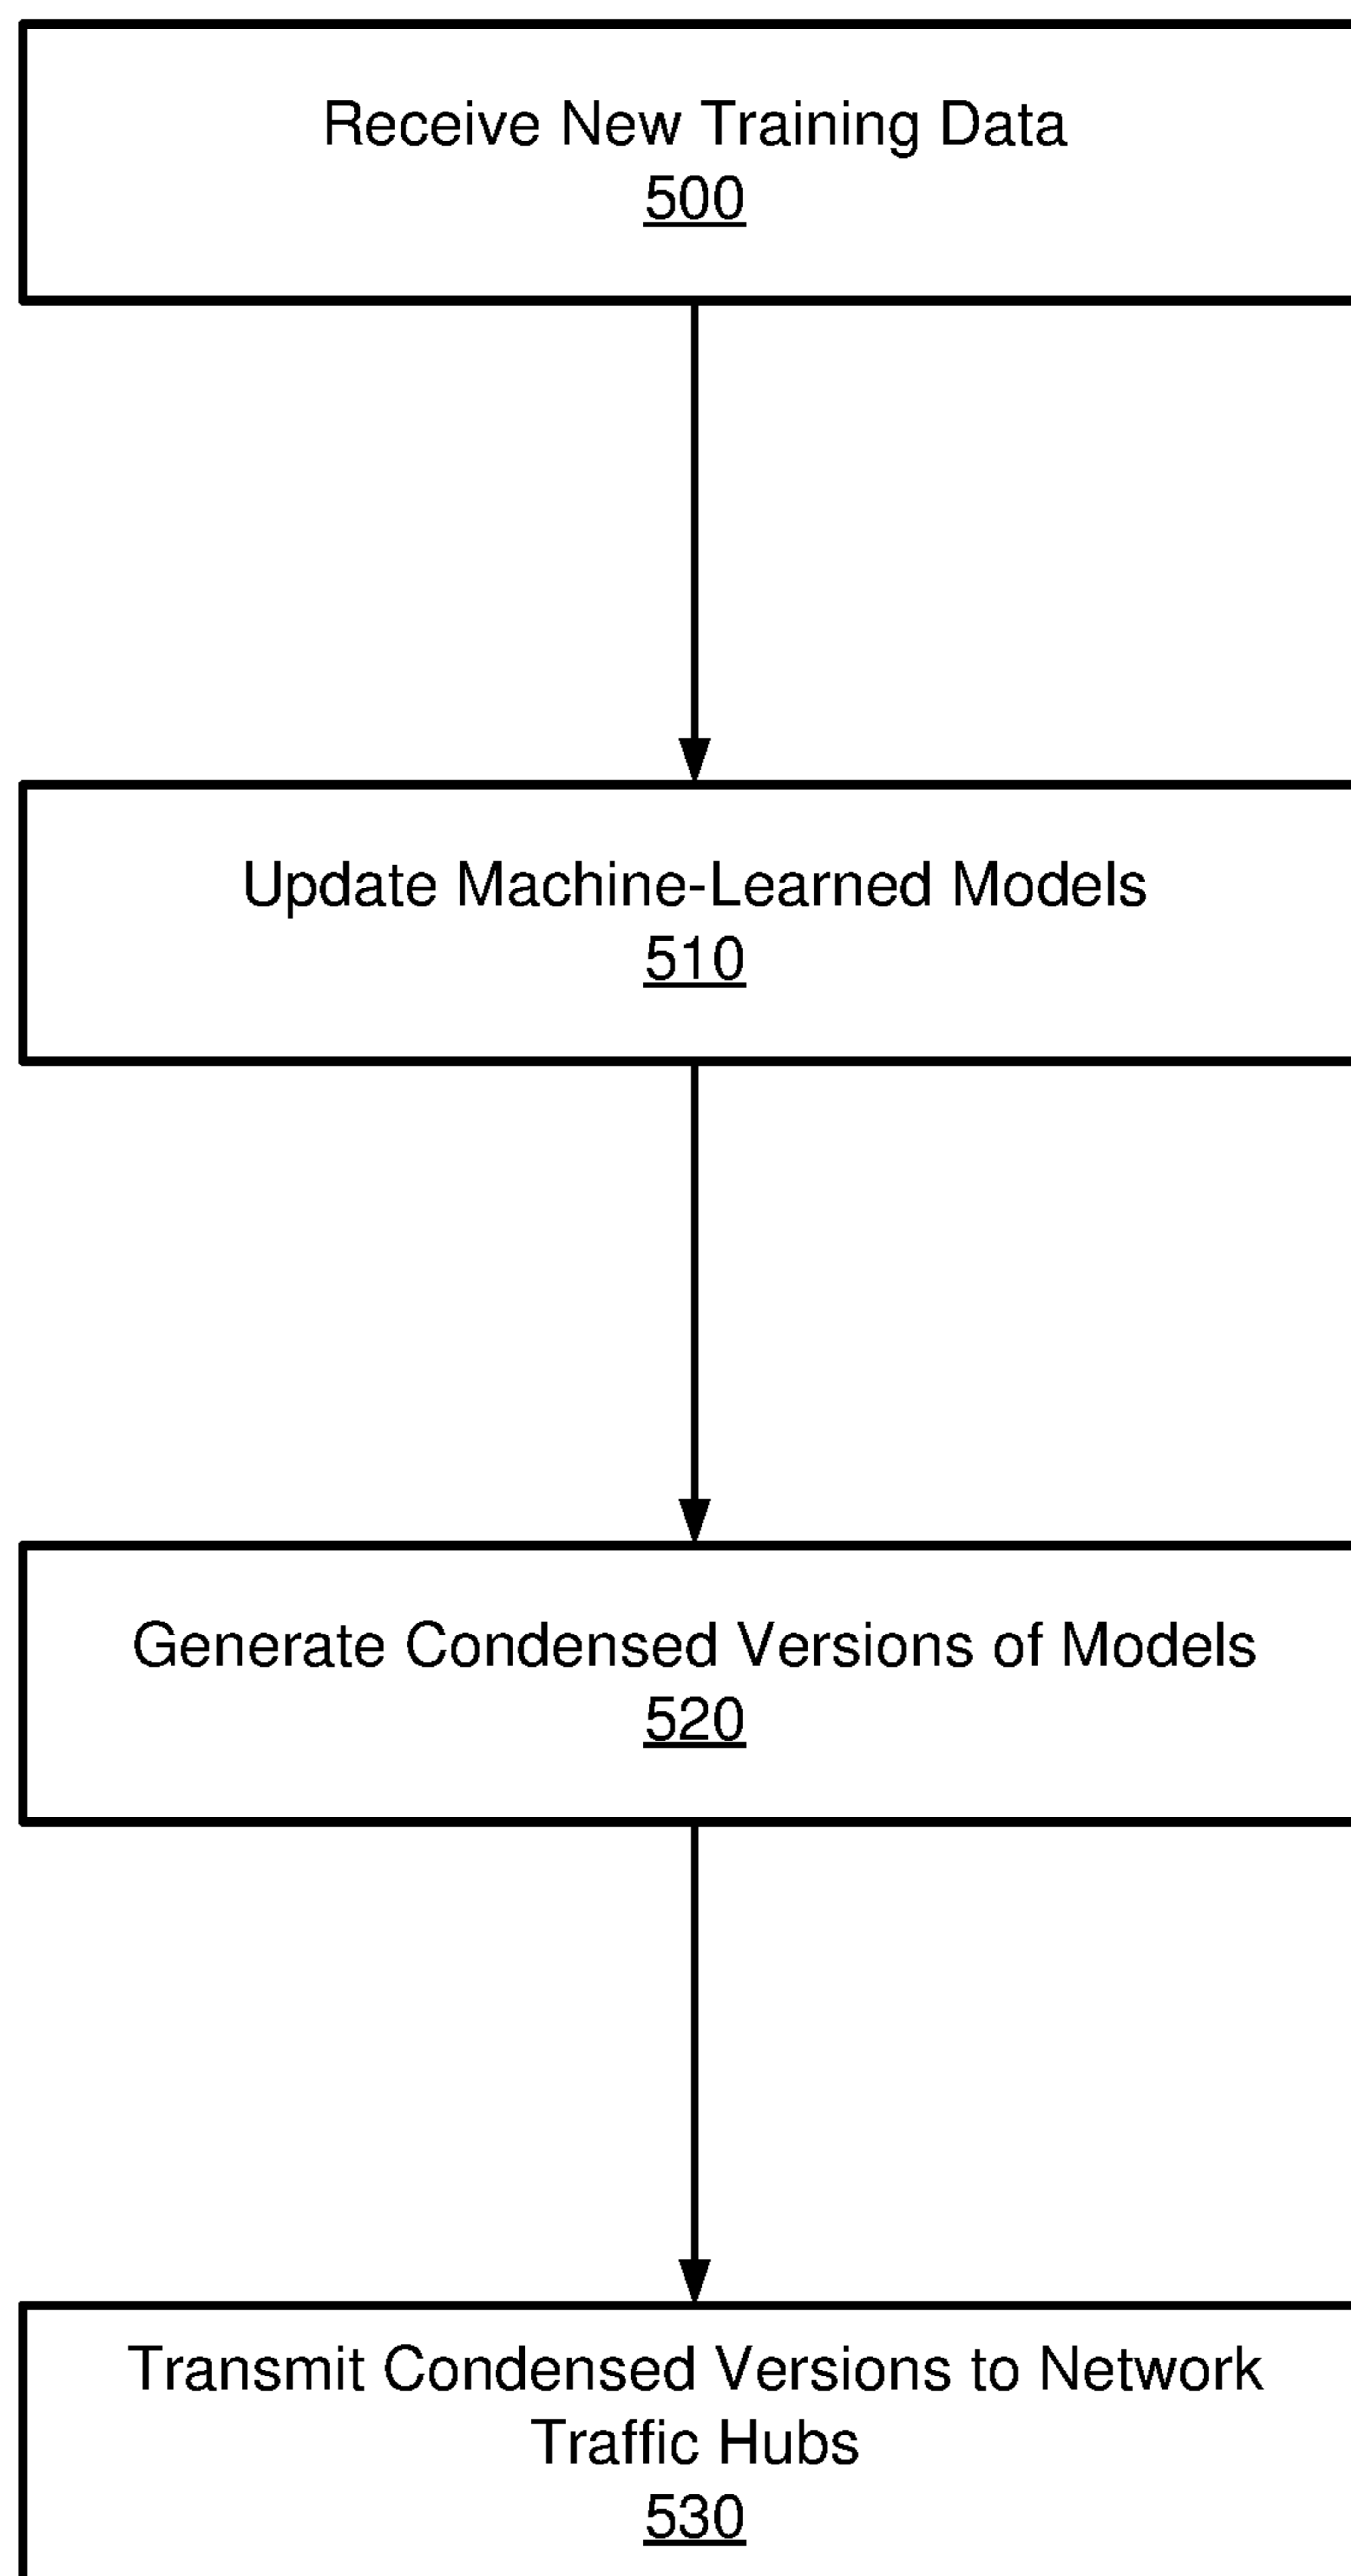 Receive New Training Data
500
Update Machine-Learned Models
510
Generate Condensed Versions of Models
520
Transmit Condensed Versions to Network
Traffic Hubs
530